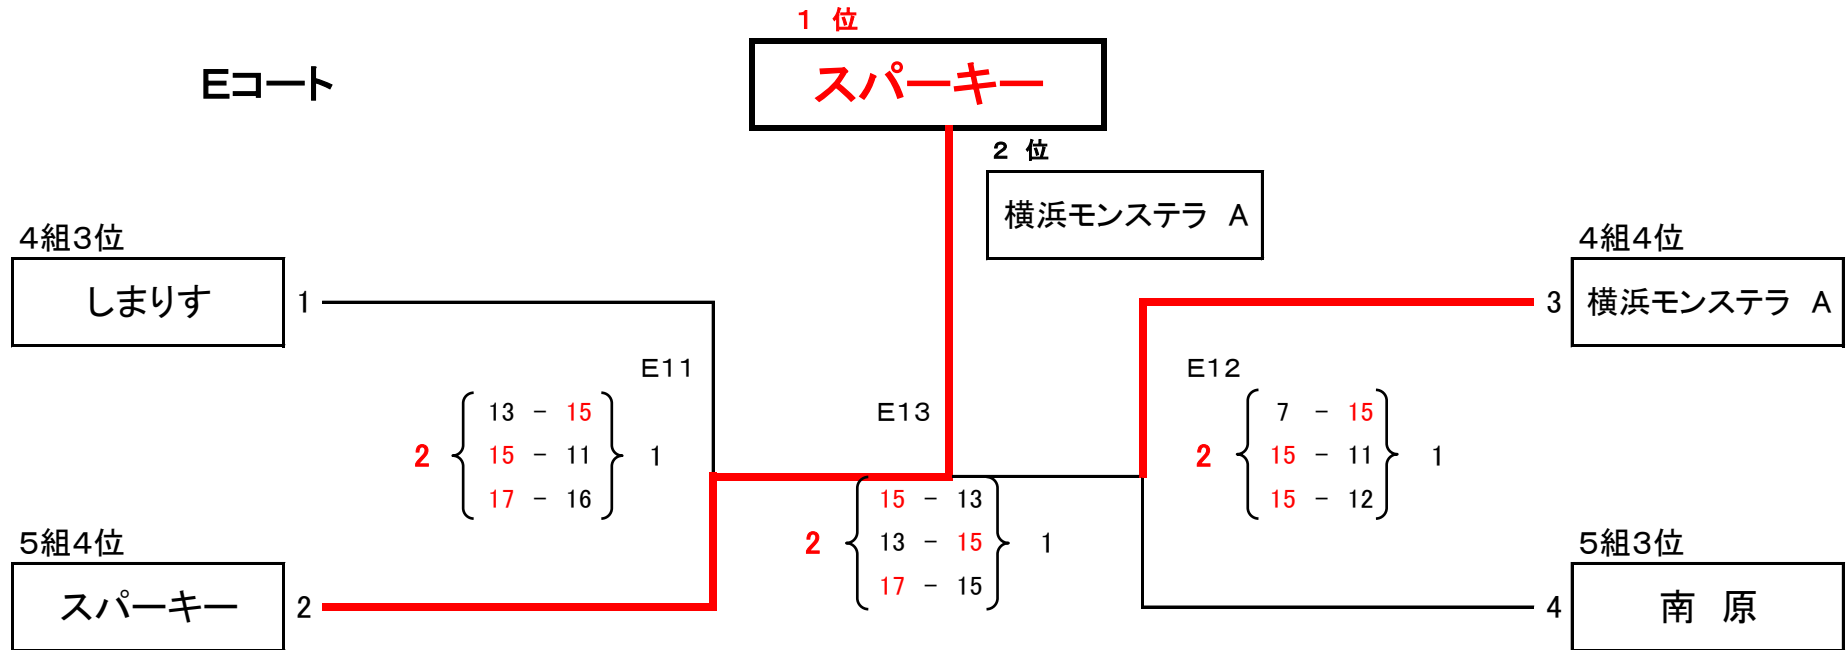 1 位
Eコート
スパーキー
2 位
横浜モンステラ A
4組3位
4組4位
しまりす
1
3
横浜モンステラ A
E11
E12
13 - 15
7 - 15
E13
2
15 - 11
1
2
15 - 11
1
17 - 16
15 - 13
15 - 12
5組4位
2
13 - 15
1
5組3位
17 - 15
スパーキー
2
4
南 原